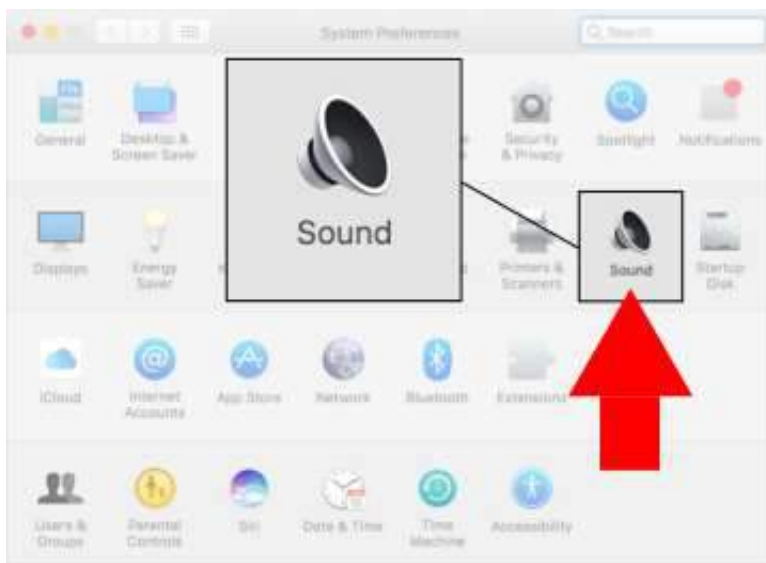 System Preferences
Search
General
Desktop &
Screen Saver
Security
& Privacy
Spotlight
Notifications
Sound
Displays
Energy
Saver
Printers &
Scanners
Sound
Startup
Disk
iCloud
Internet
Accounts
App Store
Network
Bluetooth
Extensions
Users &
Groups
Parental
Controls
Siri
Date & Time
Time
Machine
Accessibility